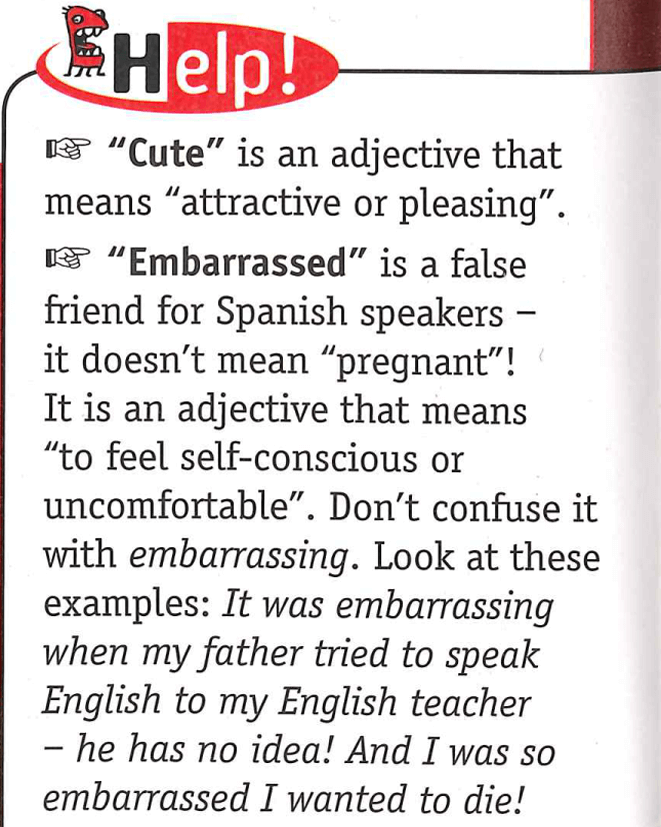 Help!
☞ “Cute” is an adjective that
means “attractive or pleasing”.
☞ “Embarrassed” is a false
friend for Spanish speakers –
it doesn’t mean “pregnant”!
It is an adjective that means
“to feel self-conscious or
uncomfortable”. Don’t confuse it
with embarrassing. Look at these
examples: It was embarrassing
when my father tried to speak
English to my English teacher
– he has no idea! And I was so
embarrassed I wanted to die!